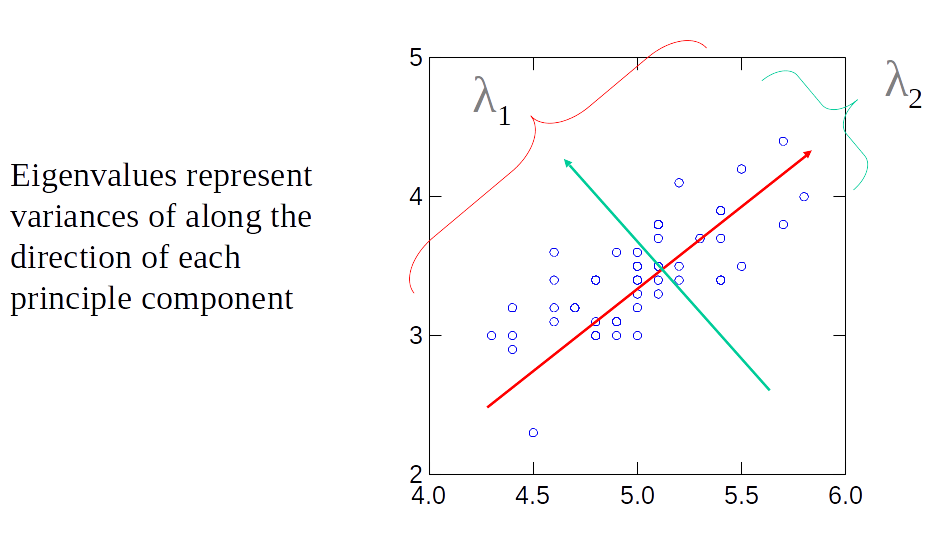 Eigenvalues represent
variances of along the
direction of each
principle component
λ1
λ2
5
4
3
2
4.0 4.5 5.0 5.5 6.0